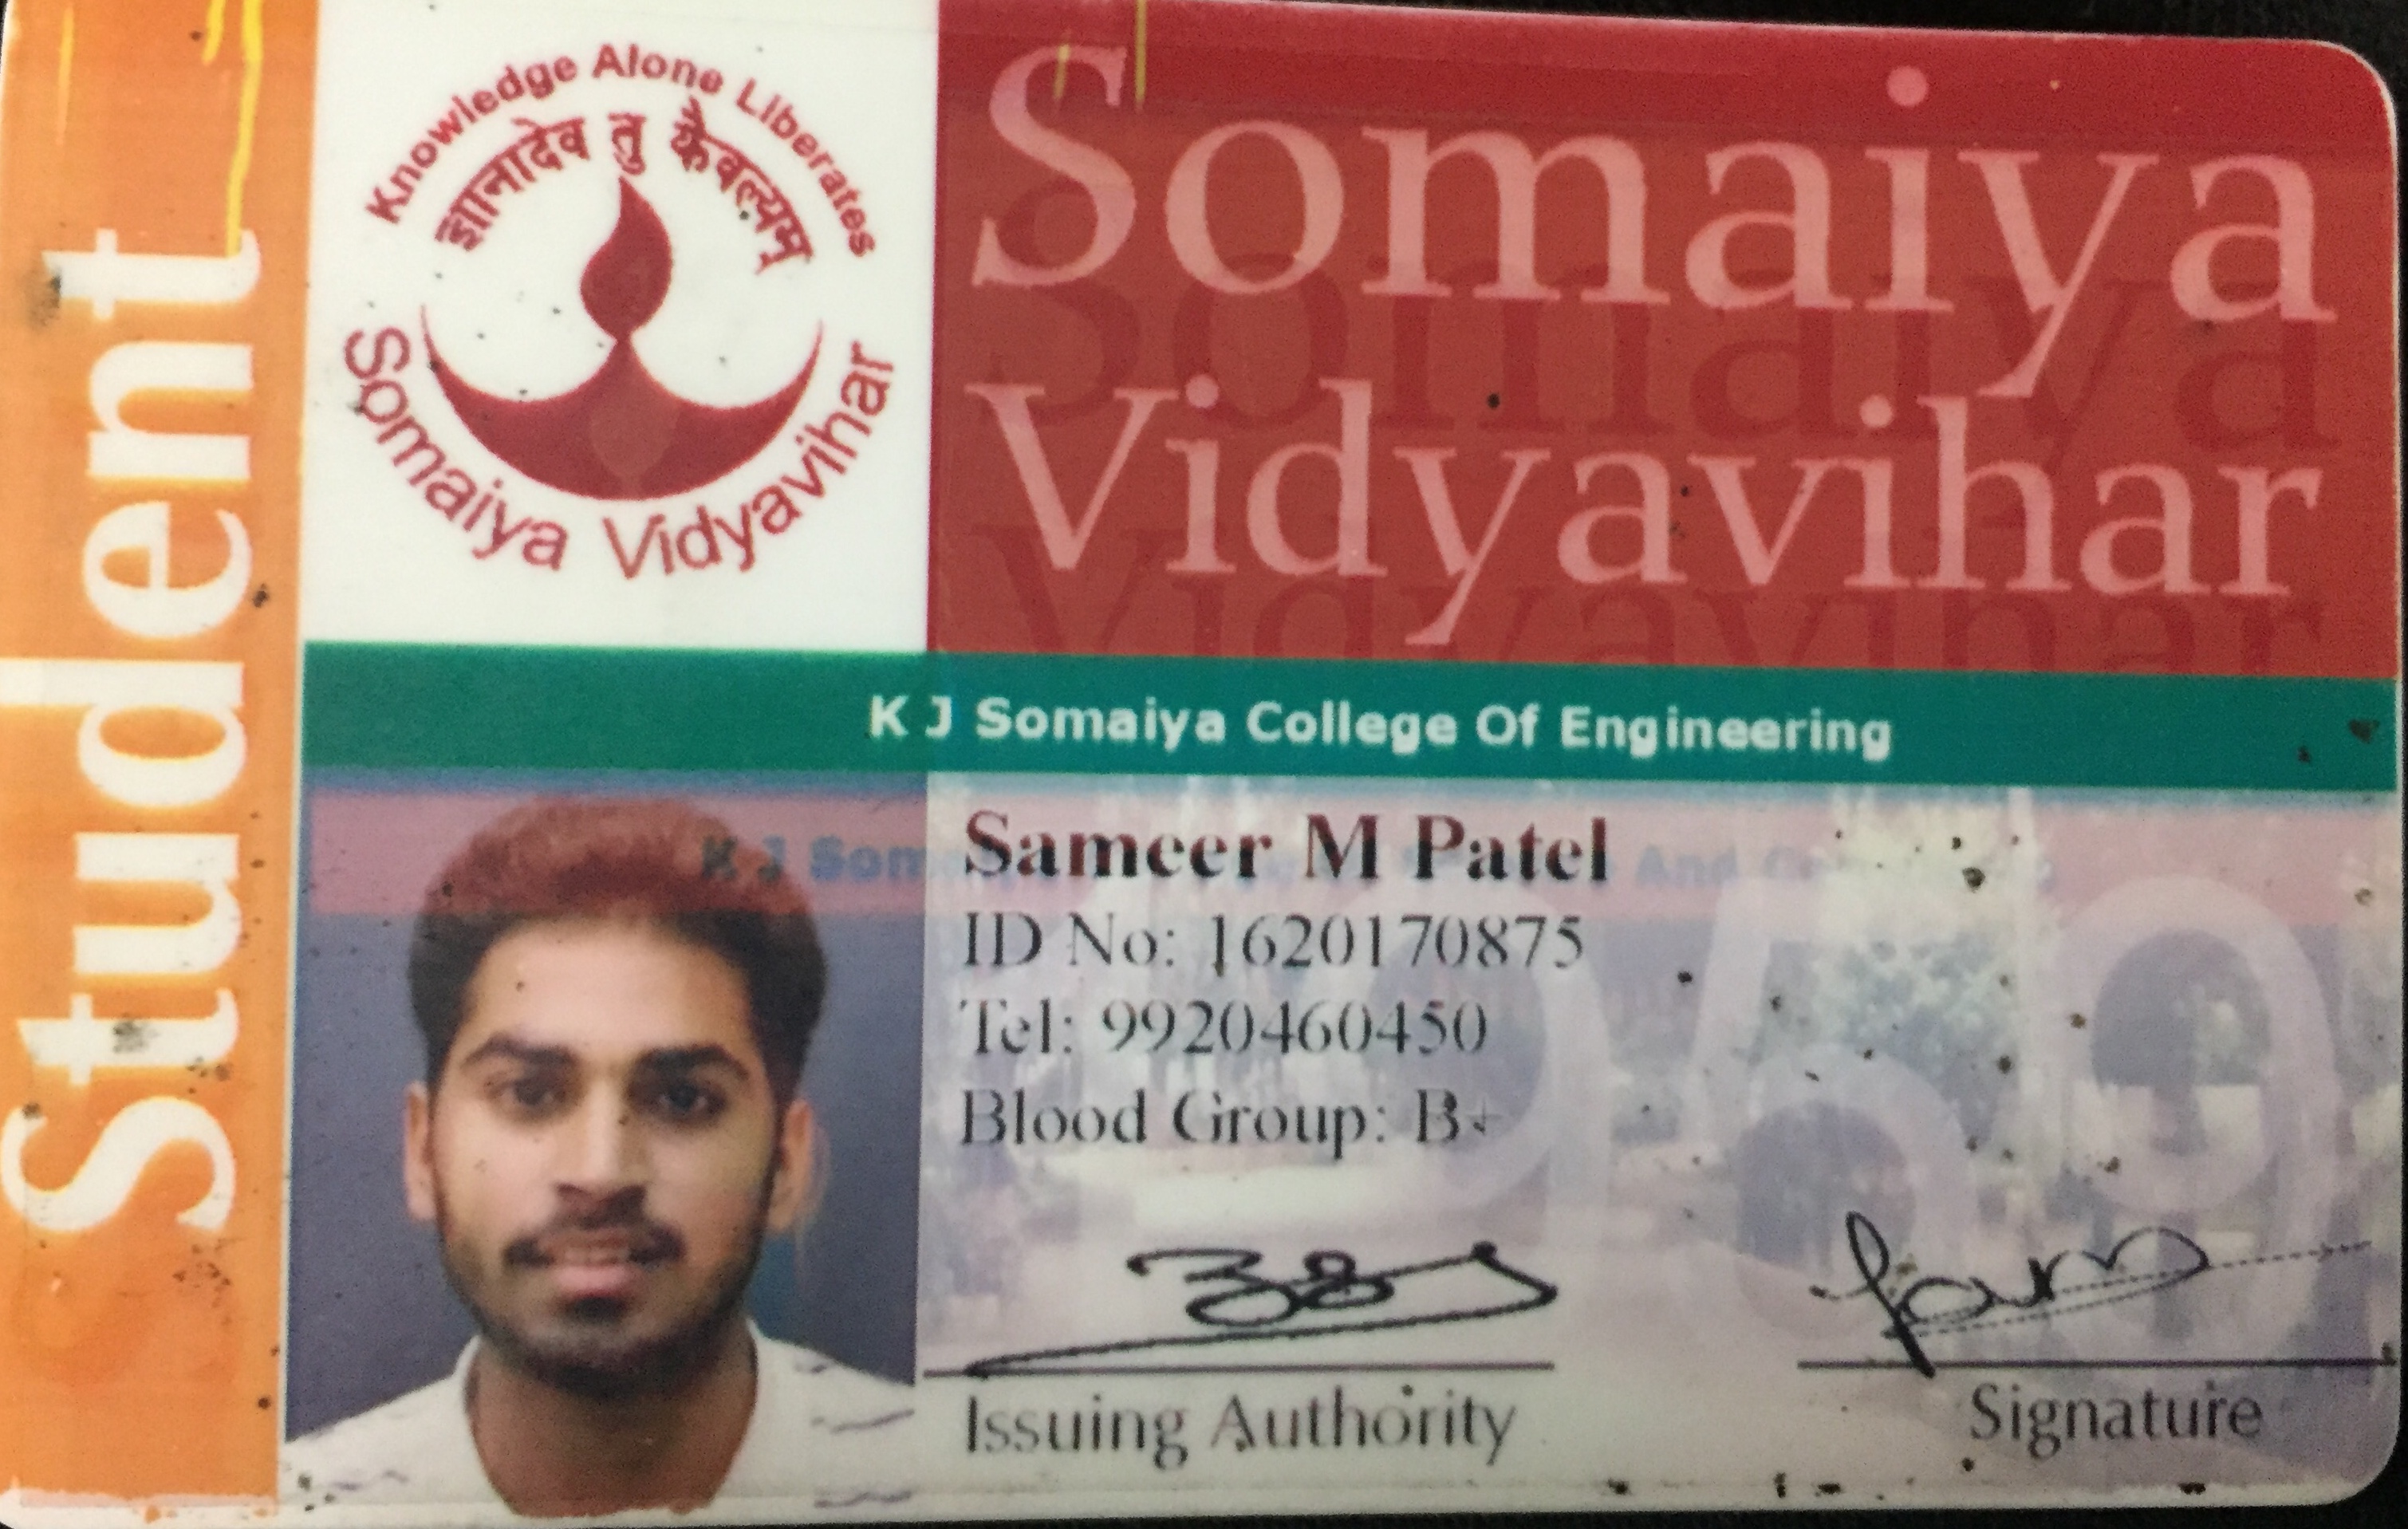 Student
Knowledge Alone Liberates
ज्ञानादेव तु कैवल्यम्
Somaiya Vidyavihar
Somaiya
Vidyavihar
K J Somaiya College Of Engineering
Sameer M Patel
ID No: 1620170875
Tel: 9920460450
Blood Group: B+
Issuing Authority
Signature